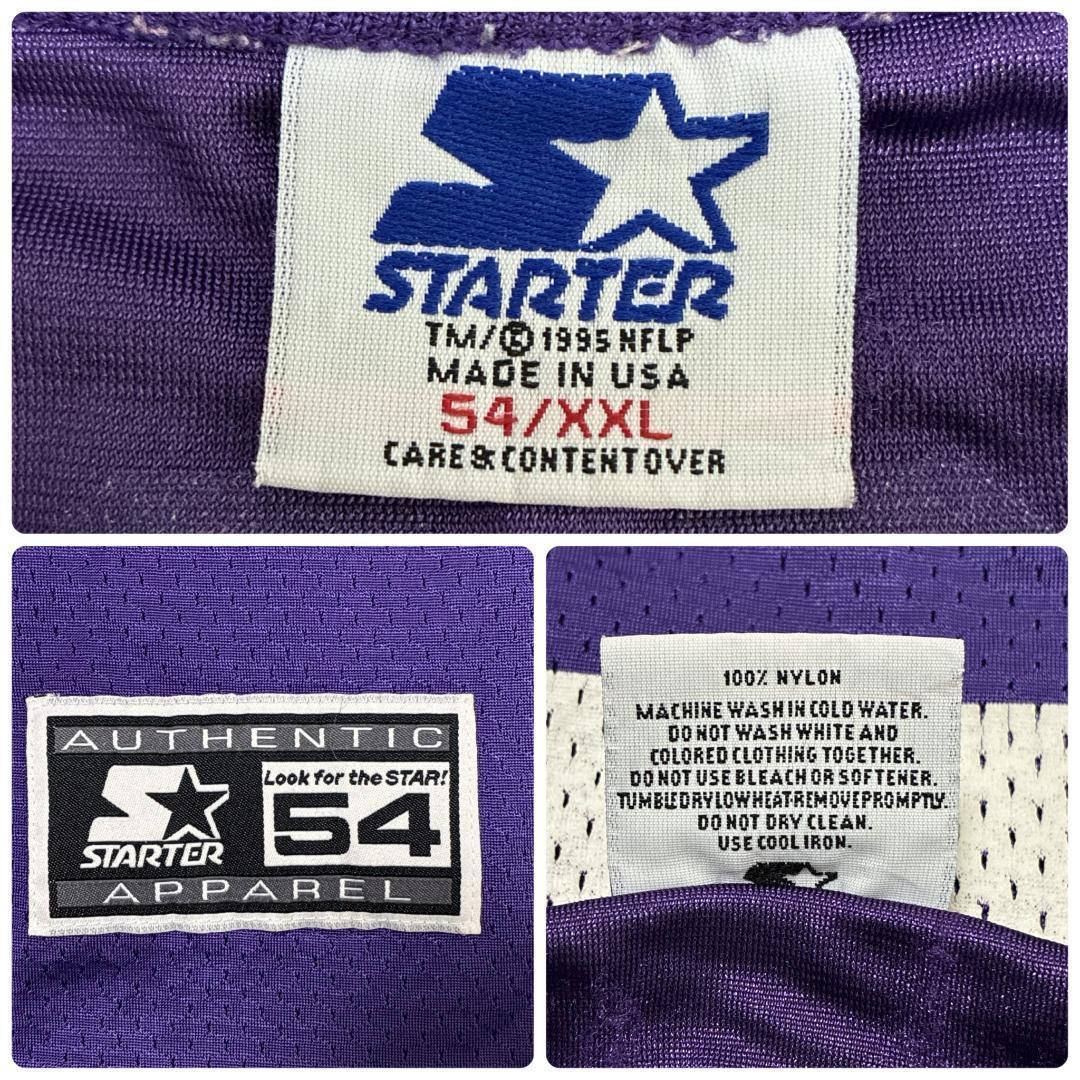 STARTER
TM/Ⓡ 1995 NFLP
MADE IN USA
54/XXL
CARE & CONTENT OVER
AUTHENTIC
Look for the STAR!
54
STARTER
APPAREL
100% NYLON
MACHINE WASH IN COLD WATER.
DO NOT WASH WHITE AND
COLORED CLOTHING TOGETHER.
DO NOT USE BLEACH OR SOFTENER.
TUMBLE DRY LOW HEAT-REMOVE PROMPTLY.
DO NOT DRY CLEAN.
USE COOL IRON.